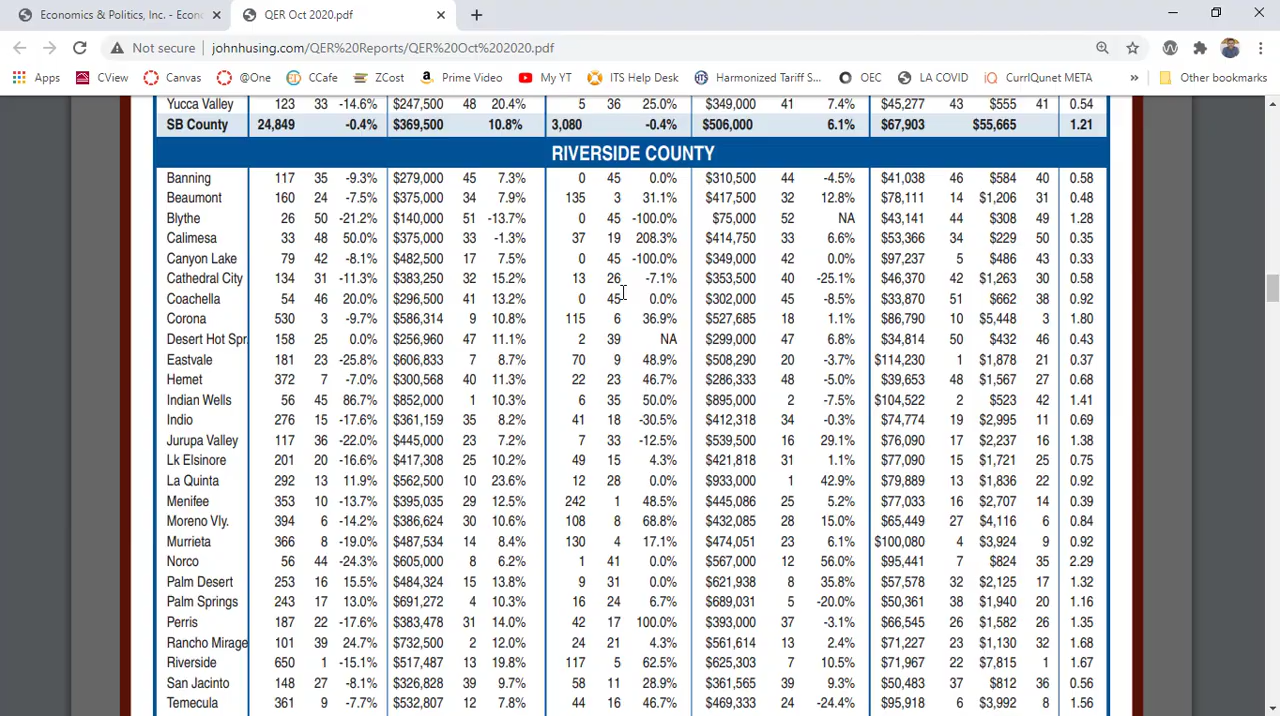 Economics & Politics, Inc. - Econo
QER Oct 2020.pdf
Not secure
johnhusing.com/QER%20Reports/QER%20Oct%202020.pdf
Apps
CView
Canvas
@One
CCafe
ZCost
Prime Video
My YT
ITS Help Desk
Harmonized Tariff S...
OEC
LA COVID
CurrIQunet META
»
Other bookmarks
Yucca Valley 123 33 -14.6% $247,500 48 20.4% 5 36 25.0% $349,000 41 7.4% $45,277 43 $555 41 0.54
SB County 24,849 -0.4% $369,500 10.8% 3,080 -0.4% $506,000 6.1% $67,903 $55,665 1.21
RIVERSIDE COUNTY
Banning 117 35 -9.3% $279,000 45 7.3% 0 45 0.0% $310,500 44 -4.5% $41,038 46 $584 40 0.58
Beaumont 160 24 -7.5% $375,000 34 7.9% 135 3 31.1% $417,500 32 12.8% $78,111 14 $1,206 31 0.48
Blythe 26 50 -21.2% $140,000 51 -13.7% 0 45 -100.0% $75,000 52 NA $43,141 44 $308 49 1.28
Calimesa 33 48 50.0% $375,000 33 -1.3% 37 19 208.3% $414,750 33 6.6% $53,366 34 $229 50 0.35
Canyon Lake 79 42 -8.1% $482,500 17 7.5% 0 45 -100.0% $349,000 42 0.0% $97,237 5 $486 43 0.33
Cathedral City 134 31 -11.3% $383,250 32 15.2% 13 26 -7.1% $353,500 40 -25.1% $46,370 42 $1,263 30 0.58
Coachella 54 46 20.0% $296,500 41 13.2% 0 45 0.0% $302,000 45 -8.5% $33,870 51 $662 38 0.92
Corona 530 3 -9.7% $586,314 9 10.8% 115 6 36.9% $527,685 18 1.1% $86,790 10 $5,448 3 1.80
Desert Hot Spr. 158 25 0.0% $256,960 47 11.1% 2 39 NA $299,000 47 6.8% $34,814 50 $432 46 0.43
Eastvale 181 23 -25.8% $606,833 7 8.7% 70 9 48.9% $508,290 20 -3.7% $114,230 1 $1,878 21 0.37
Hemet 372 7 -7.0% $300,568 40 11.3% 22 23 46.7% $286,333 48 -5.0% $39,653 48 $1,567 27 0.68
Indian Wells 56 45 86.7% $852,000 1 10.3% 6 35 50.0% $895,000 2 -7.5% $104,522 2 $523 42 1.41
Indio 276 15 -17.6% $361,159 35 8.2% 41 18 -30.5% $412,318 34 -0.3% $74,774 19 $2,995 11 0.69
Jurupa Valley 117 36 -22.0% $445,000 23 7.2% 7 33 -12.5% $539,500 16 29.1% $76,090 17 $2,237 16 1.38
Lk Elsinore 201 20 -16.6% $417,308 25 10.2% 49 15 4.3% $421,818 31 1.1% $77,090 15 $1,721 25 0.75
La Quinta 292 13 11.9% $562,500 10 23.6% 12 28 0.0% $933,000 1 42.9% $79,889 13 $1,836 22 0.92
Menifee 353 10 -13.7% $395,035 29 12.5% 242 1 48.5% $445,086 25 5.2% $77,033 16 $2,707 14 0.39
Moreno Vly. 394 6 -14.2% $386,624 30 10.6% 108 8 68.8% $432,085 28 15.0% $65,449 27 $4,116 6 0.84
Murrieta 366 8 -19.0% $487,534 14 8.4% 130 4 17.1% $474,051 23 6.1% $100,080 4 $3,924 9 0.92
Norco 56 44 -24.3% $605,000 8 6.2% 1 41 0.0% $567,000 12 56.0% $95,441 7 $824 35 2.29
Palm Desert 253 16 15.5% $484,324 15 13.8% 9 31 0.0% $621,938 8 35.8% $57,578 32 $2,125 17 1.32
Palm Springs 243 17 13.0% $691,272 4 10.3% 16 24 6.7% $689,031 5 -20.0% $50,361 38 $1,940 20 1.16
Perris 187 22 -17.6% $383,478 31 14.0% 42 17 100.0% $393,000 37 -3.1% $66,545 26 $1,582 26 1.35
Rancho Mirage 101 39 24.7% $732,500 2 12.0% 24 21 4.3% $561,614 13 2.4% $71,227 23 $1,130 32 1.68
Riverside 650 1 -15.1% $517,487 13 19.8% 117 5 62.5% $625,303 7 10.5% $71,967 22 $7,815 1 1.67
San Jacinto 148 27 -8.1% $326,828 39 9.7% 58 11 28.9% $361,565 39 9.3% $50,483 37 $812 36 0.56
Temecula 361 9 -7.7% $532,807 12 7.8% 44 16 46.7% $469,333 24 -24.4% $95,918 6 $3,992 8 1.56